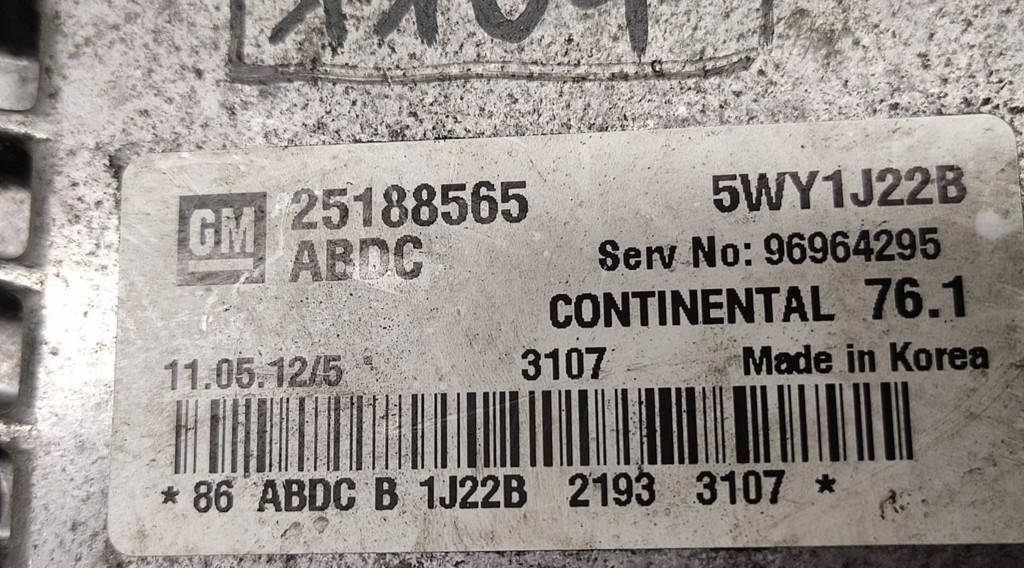 GM 25188565 5WY1J22B
ABDC Serv No: 96964295
CONTINENTAL 76.1
11.05.12/5 3107 Made in Korea
* 86 ABDC B 1J22B 2193 3107 *